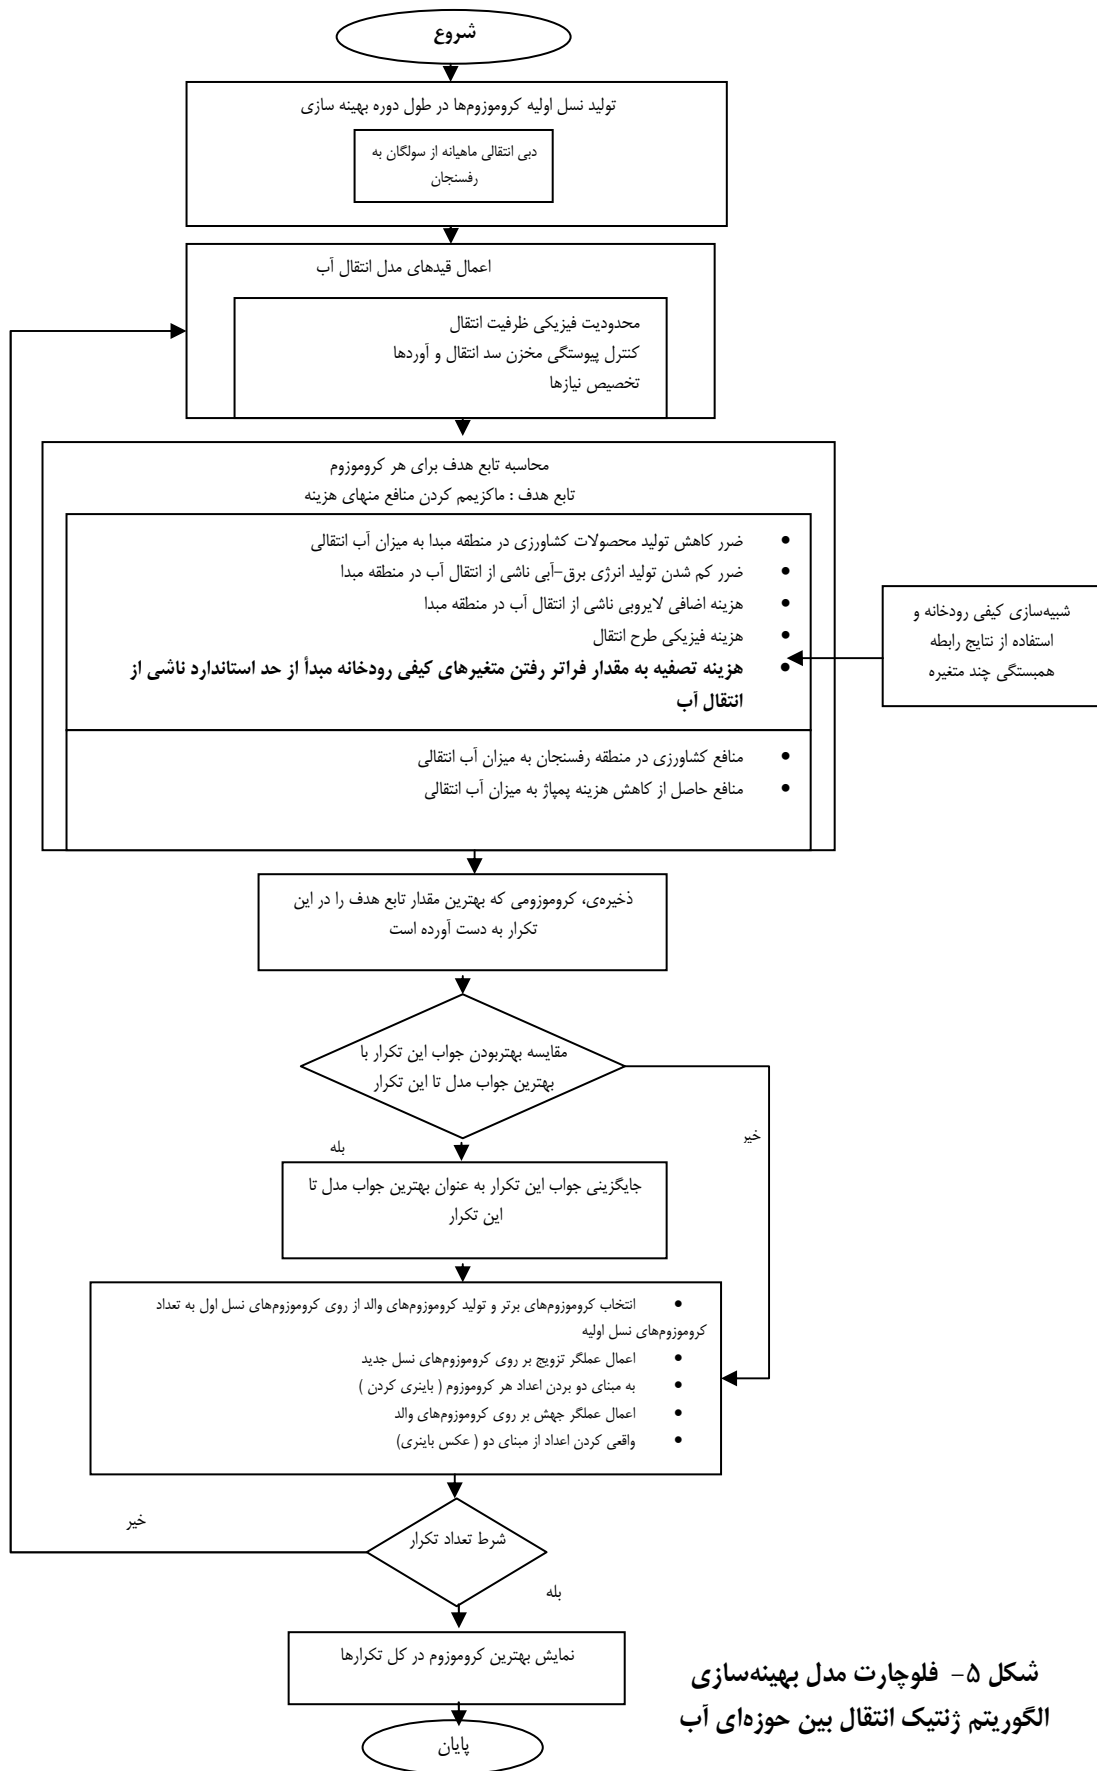 شروع
تولید نسل اولیه کروموزوم‌ها در طول دوره بهینه سازی
دبی انتقالی ماهیانه از سولگان به
رفسنجان
اعمال قیدهای مدل انتقال آب
محدودیت فیزیکی ظرفیت انتقال
کنترل پیوستگی مخزن سد انتقال و آوردها
تخصیص نیازها
محاسبه تابع هدف برای هر کروموزوم
تابع هدف : ماکزیمم کردن منافع منهای هزینه
• ضرر کاهش تولید محصولات کشاورزی در منطقه مبدا به میزان آب انتقالی
• ضرر کم شدن تولید انرژی برق-آبی ناشی از انتقال آب در منطقه مبدا
• هزینه اضافی لایروبی ناشی از انتقال آب در منطقه مبدا
• هزینه فیزیکی طرح انتقال
• هزینه تصفیه به مقدار فراتر رفتن متغیرهای کیفی رودخانه مبدأ از حد استاندارد ناشی از
انتقال آب
شبیه‌سازی کیفی رودخانه و
استفاده از نتایج رابطه
همبستگی چند متغیره
• منافع کشاورزی در منطقه رفسنجان به میزان آب انتقالی
• منافع حاصل از کاهش هزینه پمپاژ به میزان آب انتقالی
ذخیره‌ی، کروموزومی که بهترین مقدار تابع هدف را در این
تکرار به دست آورده است
مقایسه بهتربودن جواب این تکرار با
بهترین جواب مدل تا این تکرار
خیر
بله
جایگزینی جواب این تکرار به عنوان بهترین جواب مدل تا
این تکرار
• انتخاب کروموزوم‌های برتر و تولید کروموزوم‌های والد از روی کروموزوم‌های نسل اول به تعداد
کروموزوم‌های نسل اولیه
• اعمال عملگر تزویج بر روی کروموزوم‌های نسل جدید
• به مبنای دو بردن اعداد هر کروموزوم ( باینری کردن )
• اعمال عملگر جهش بر روی کروموزوم‌های والد
• واقعی کردن اعداد از مبنای دو ( عکس باینری)
شرط تعداد تکرار
خیر
بله
نمایش بهترین کروموزوم در کل تکرارها
پایان
شکل ۵- فلوچارت مدل بهینه‌سازی
الگوریتم ژنتیک انتقال بین حوزه‌ای آب